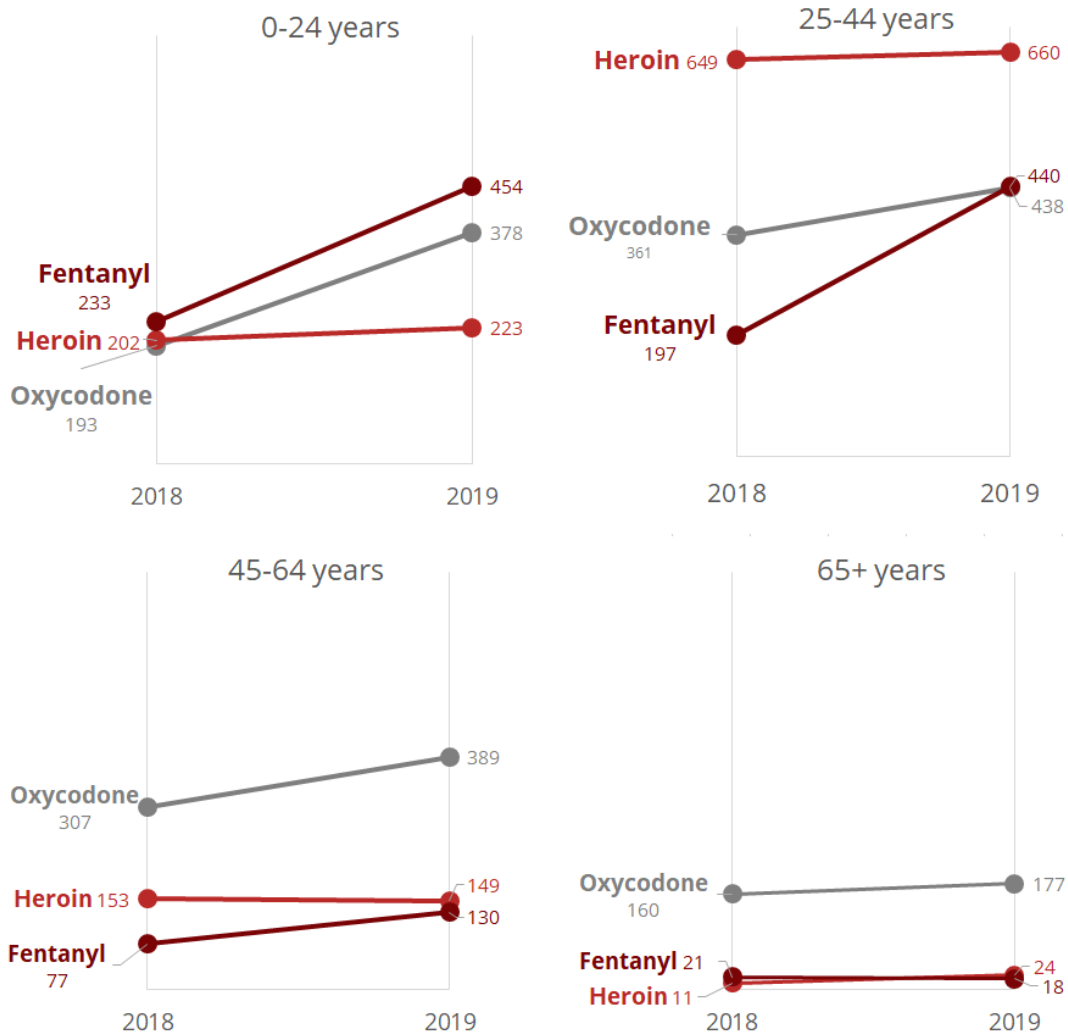 0-24 years
454
378
Fentanyl
233
Heroin 202
223
Oxycodone
193
2018
2019
25-44 years
Heroin 649
660
440
438
Oxycodone
361
Fentanyl
197
2018
2019
45-64 years
389
Oxycodone
307
Heroin 153
149
130
Fentanyl
77
2018
2019
65+ years
Oxycodone
160
177
Fentanyl 21
24
Heroin 11
18
2018
2019